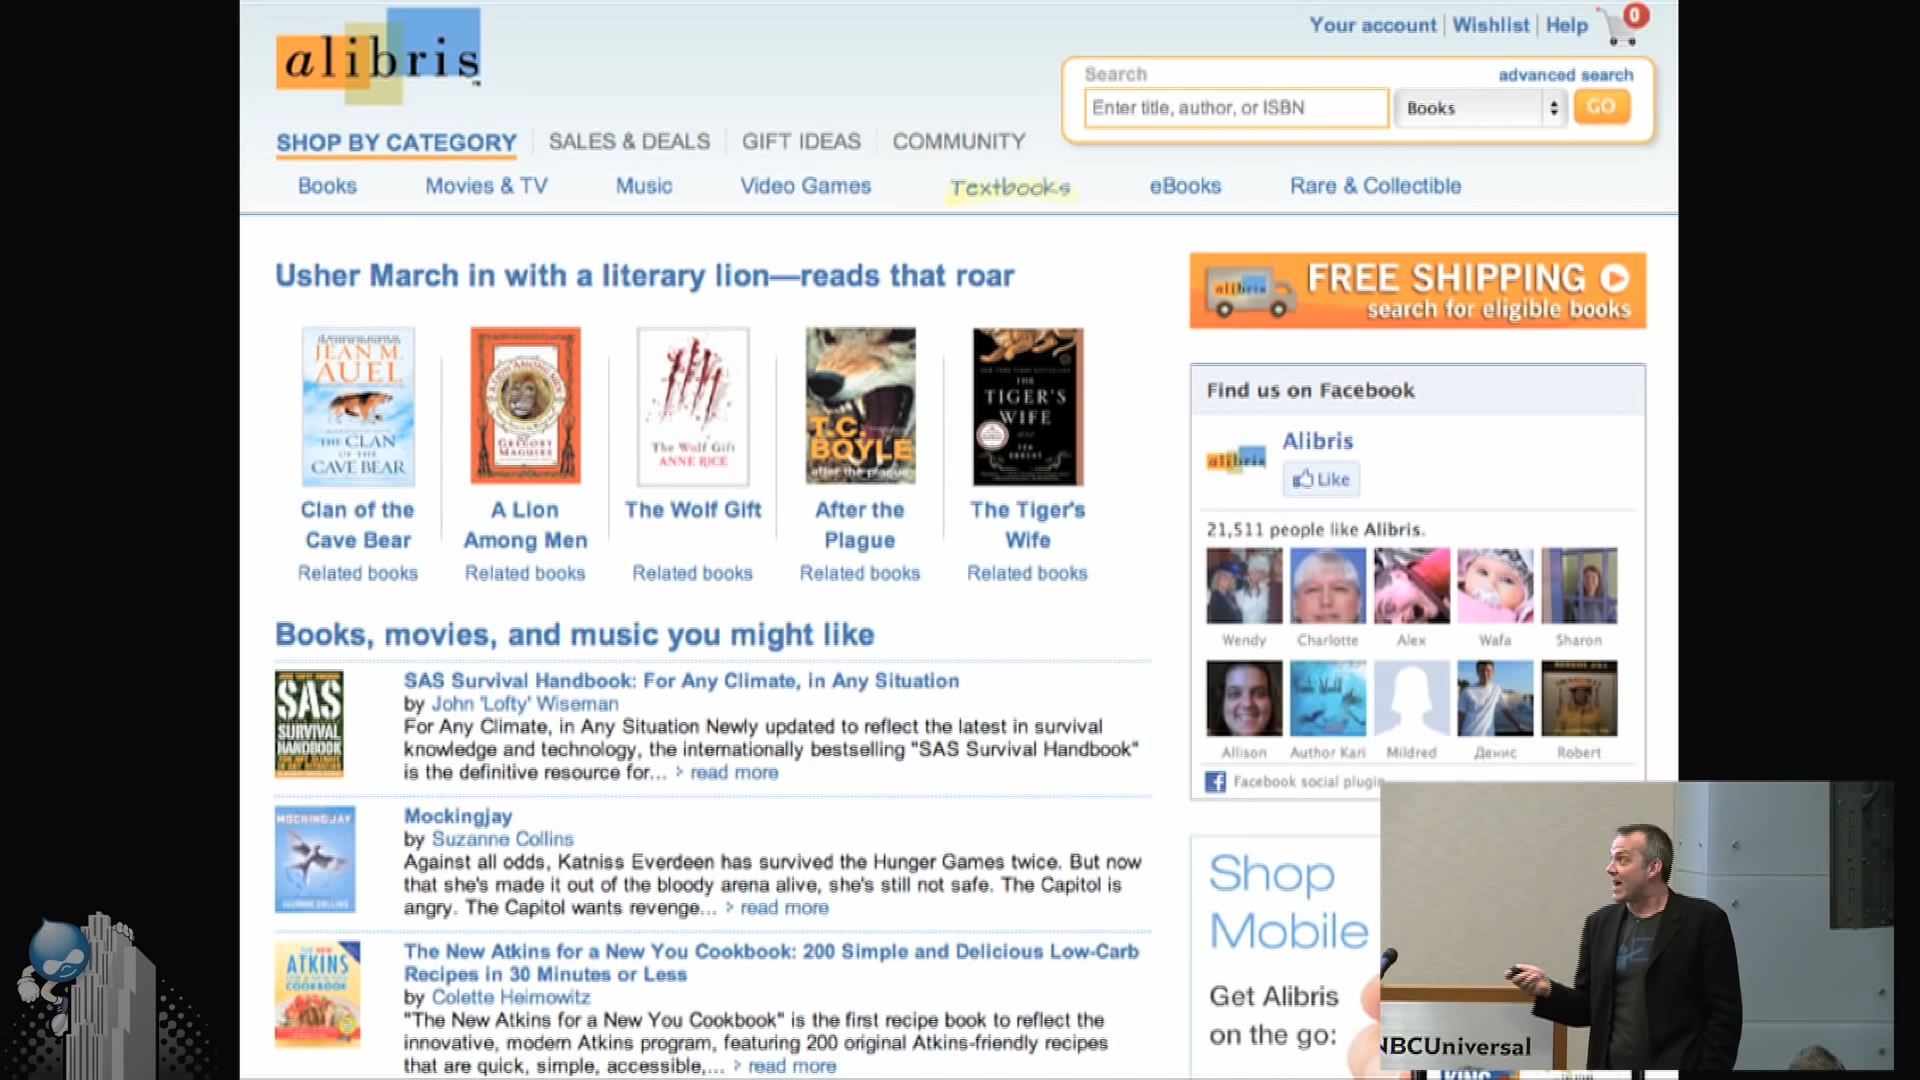 alibris
Your account | Wishlist | Help
0
Search
advanced search
Enter title, author, or ISBN
Books
GO
SHOP BY CATEGORY
SALES & DEALS
GIFT IDEAS
COMMUNITY
Books
Movies & TV
Music
Video Games
Textbooks
eBooks
Rare & Collectible
Usher March in with a literary lion—reads that roar
JEAN M.
AUEL
THE CLAN
OF THE
CAVE BEAR
GREGORY
MAGUIRE
The Wolf Gift
ANNE RICE
T.C.
BOYLE
after the plague
THE
TIGER'S
WIFE
Clan of the
Cave Bear
A Lion
Among Men
The Wolf Gift
After the
Plague
The Tiger's
Wife
Related books
Related books
Related books
Related books
Related books
Books, movies, and music you might like
SAS
SURVIVAL
HANDBOOK
SAS Survival Handbook: For Any Climate, in Any Situation
by John 'Lofty' Wiseman
For Any Climate, in Any Situation Newly updated to reflect the latest in survival
knowledge and technology, the internationally bestselling "SAS Survival Handbook"
is the definitive resource for... read more
MOCKINGJAY
SUZANNE COLLINS
Mockingjay
by Suzanne Collins
Against all odds, Katniss Everdeen has survived the Hunger Games twice. But now
that she's made it out of the bloody arena alive, she's still not safe. The Capitol is
angry. The Capitol wants revenge... read more
ATKINS
COOKBOOK
The New Atkins for a New You Cookbook: 200 Simple and Delicious Low-Carb
Recipes in 30 Minutes or Less
by Colette Heimowitz
"The New Atkins for a New You Cookbook" is the first recipe book to reflect the
innovative, modern Atkins program, featuring 200 original Atkins-friendly recipes
that are quick, simple, accessible,... read more
alibris
FREE SHIPPING
search for eligible books
Find us on Facebook
alibris
Alibris
Like
21,511 people like Alibris.
Wendy
Charlotte
Alex
Wafa
Sharon
Allison
Author Kari
Mildred
Денис
Robert
Facebook social plugin
Shop
Mobile
Get Alibris
on the go:
NBCUniversal